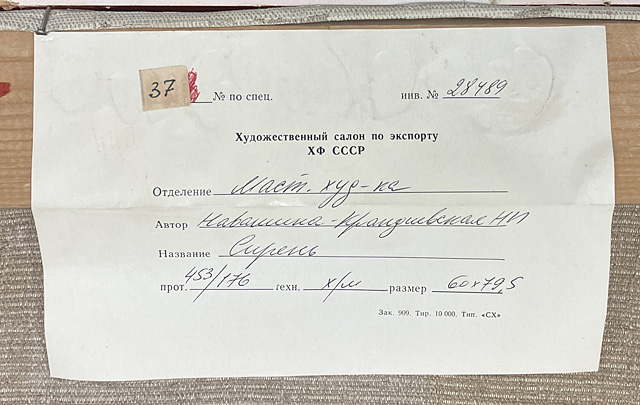 37 № по спец. инв. № 28489
Художественный салон по экспорту
ХФ СССР
Отделение Маст. худ-ка
Автор Навашина-Крандиевская НП
Название Сирень
прот. 453/176 техн. х/м размер 60х79,5
Зак. 909. Тир. 10 000. Тип. «СХ»